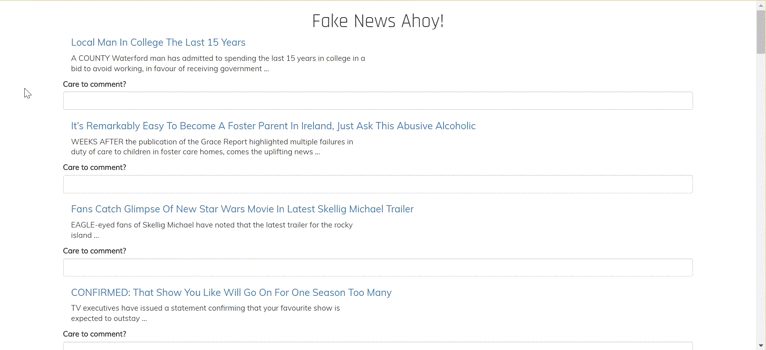 Fake News Ahoy!
Local Man In College The Last 15 Years
A COUNTY Waterford man has admitted to spending the last 15 years in college in a
bid to avoid working, in favour of receiving government ...
Care to comment?
It's Remarkably Easy To Become A Foster Parent In Ireland, Just Ask This Abusive Alcoholic
WEEKS AFTER the publication of the Grace Report highlighted multiple failures in
duty of care to children in foster care homes, comes the uplifting news ...
Care to comment?
Fans Catch Glimpse Of New Star Wars Movie In Latest Skellig Michael Trailer
EAGLE-eyed fans of Skellig Michael have noted that the latest trailer for the rocky
island ...
Care to comment?
CONFIRMED: That Show You Like Will Go On For One Season Too Many
TV executives have issued a statement confirming that your favourite show is
expected to outstay ...
Care to comment?